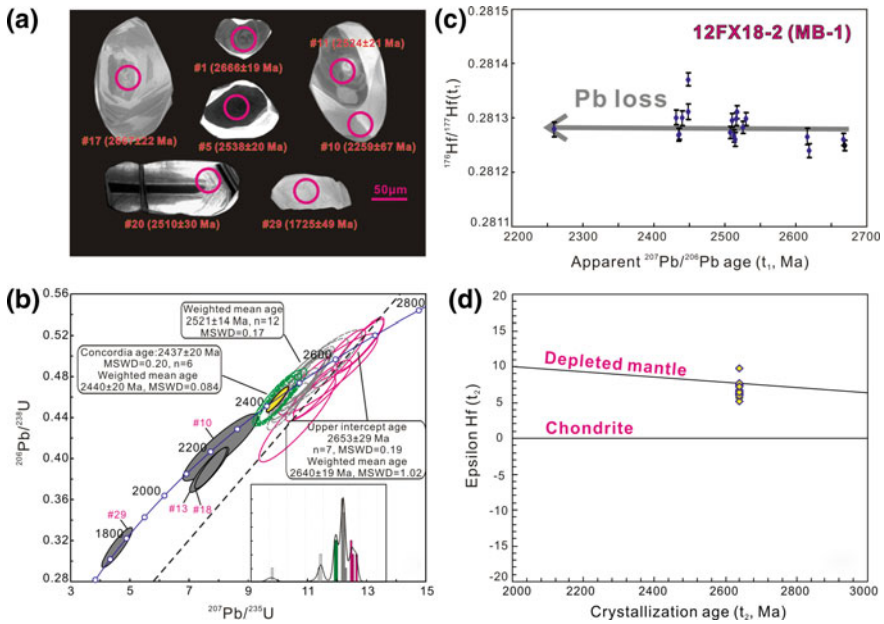 (a)
#1 (2666±19 Ma)
#17
#5 (2538±20 Ma)
#10 (2259±67 Ma)
50μm
#20 (2510±30 Ma)
#29 (1725±49 Ma)
(b)
0.56
0.52
0.48
0.44
0.40
0.36
0.32
0.28
²⁰⁶Pb/²³⁸U
Weighted mean age
2521±14 Ma, n=12
MSWD=0.17
2800
2600
Concordia age:2437±20 Ma
MSWD=0.20, n=6
Weighted mean age
2440±20 Ma, MSWD=0.084
2400
#10
2200
Upper intercept age
2653±29 Ma
n=7, MSWD=0.19
Weighted mean age
2640±19 Ma, MSWD=1.02
2000
#13
#18
#29
1800
3
5
7
9
11
13
15
²⁰⁷Pb/²³⁵U
(c)
12FX18-2 (MB-1)
0.2815
0.2814
0.2813
0.2812
0.2811
¹⁷⁶Hf/¹⁷⁷Hf(t₁)
Pb loss
2200
2300
2400
2500
2600
2700
Apparent ²⁰⁷Pb/²⁰⁶Pb age (t₁, Ma)
(d)
20
15
10
5
0
-5
-10
-15
-20
Epsilon Hf (t₂)
Depleted mantle
Chondrite
2000
2200
2400
2600
2800
3000
Crystallization age (t₂, Ma)